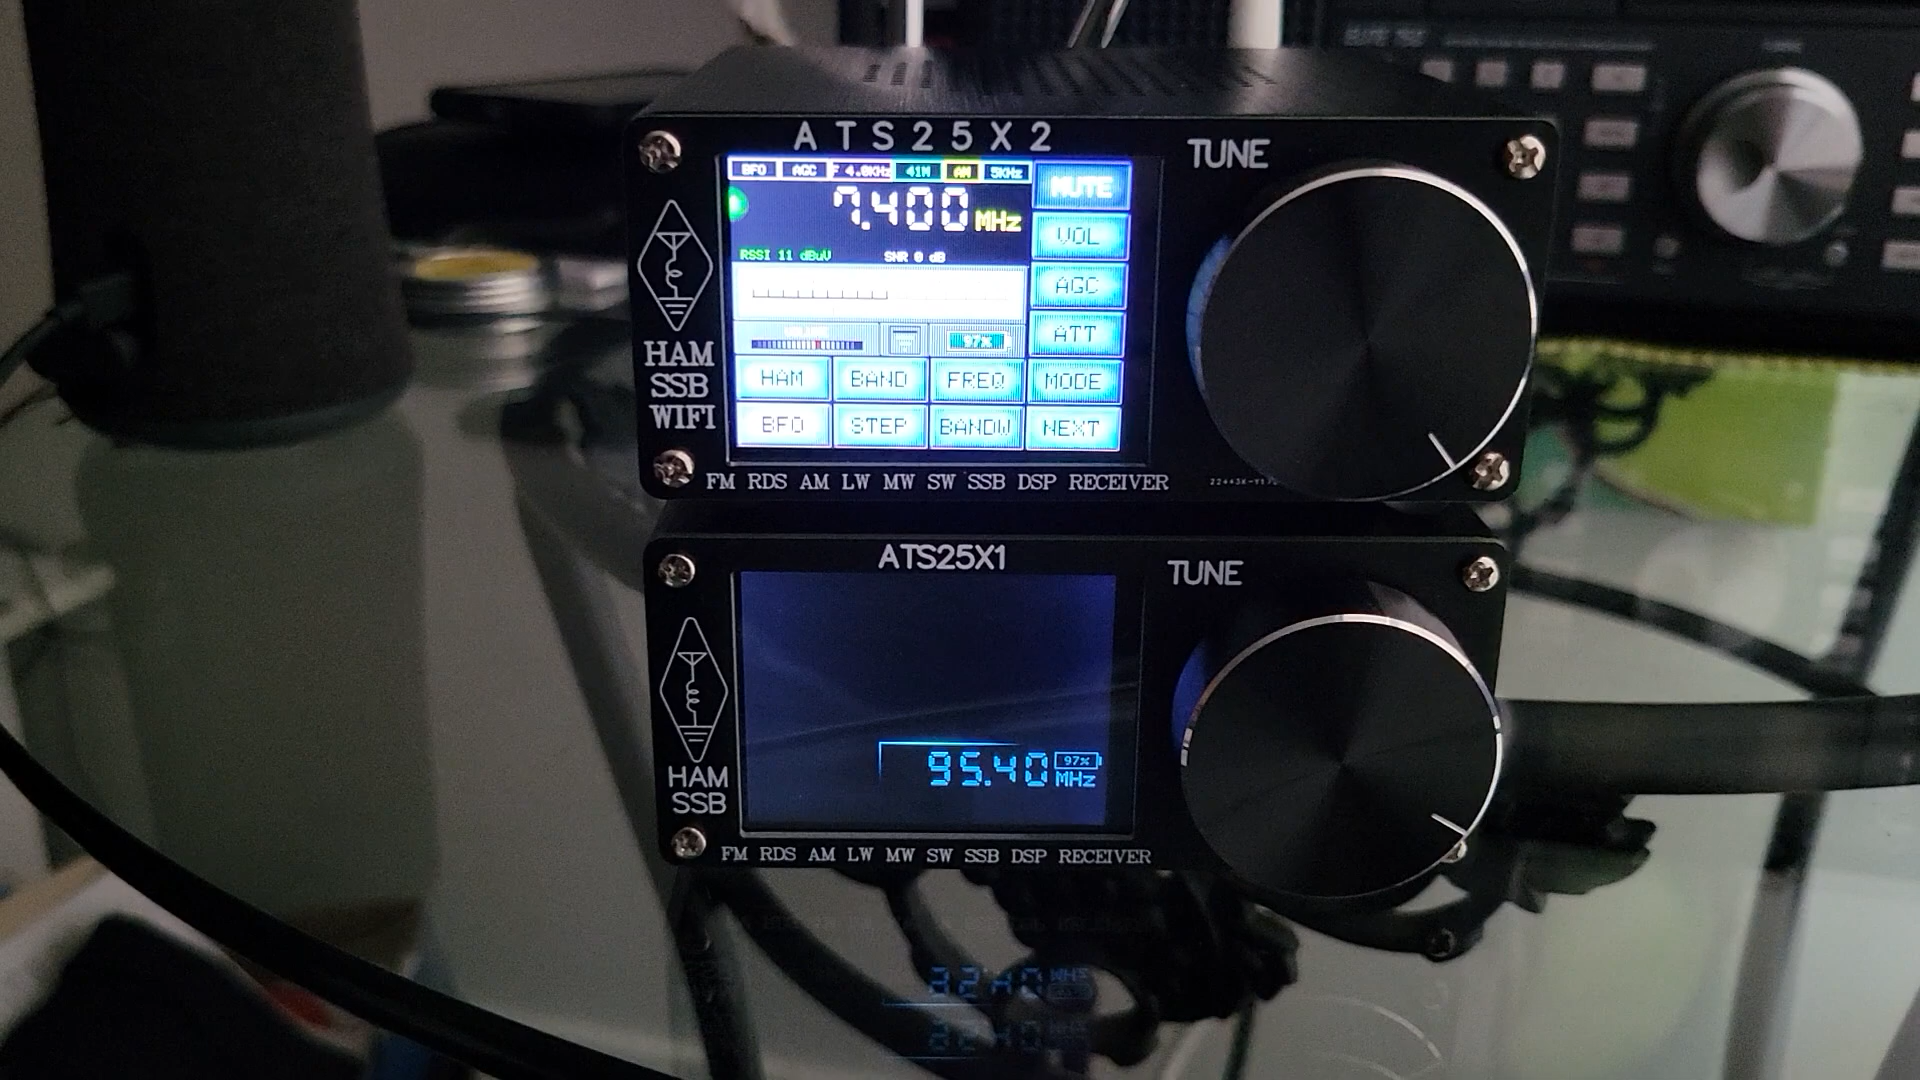 ATS25X2
TUNE
BFO AGC F 4.0KHz 41M AM 5KHz
MUTE
7.400 MHz
VOL
RSSI 11 dBuV SNR 0 dB
AGC
VOLUME
97%
ATT
HAM BAND FREQ MODE
BFO STEP BANDW NEXT
HAM
SSB
WIFI
FM RDS AM LW MW SW SSB DSP RECEIVER
ATS25X1
TUNE
95.40 MHz
97%
HAM
SSB
FM RDS AM LW MW SW SSB DSP RECEIVER